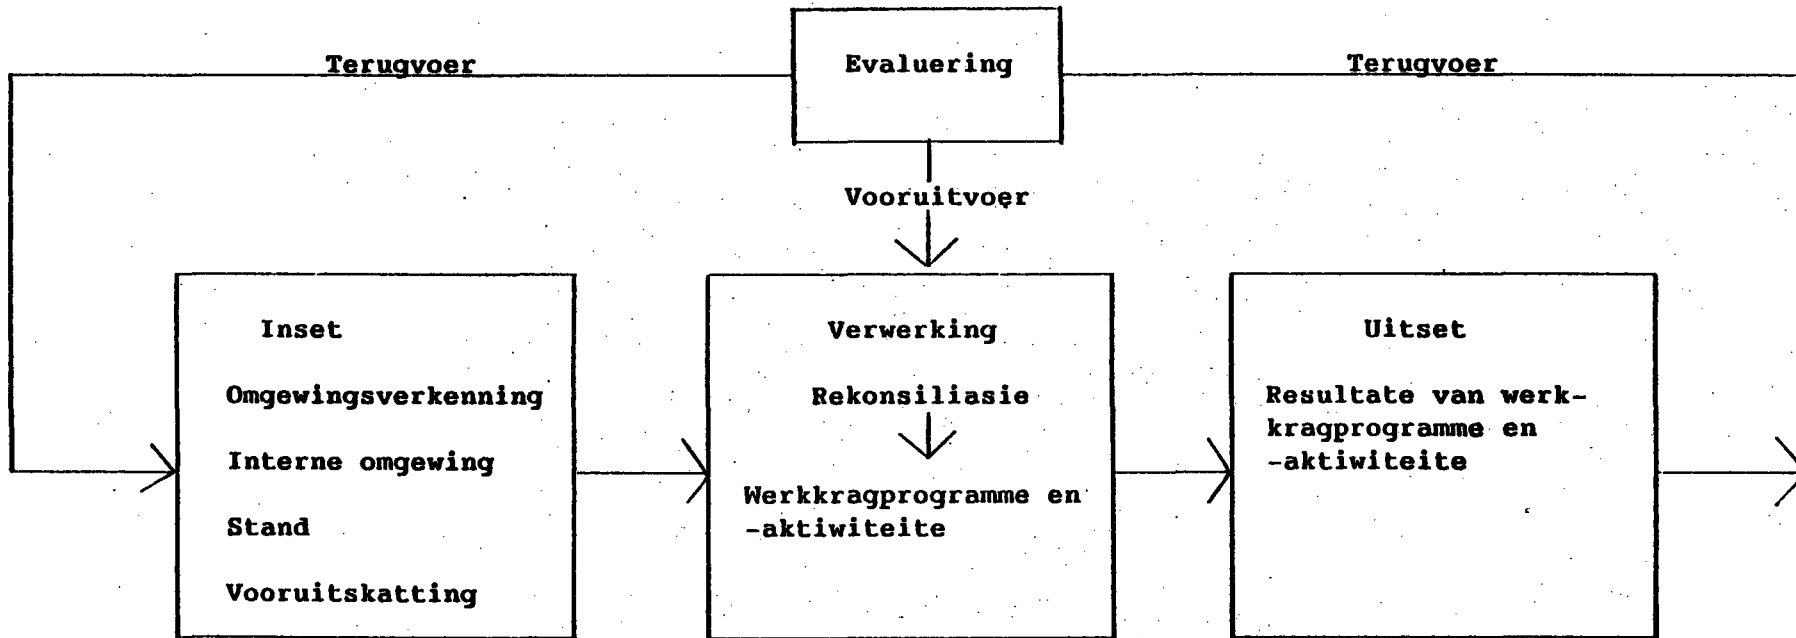 Terugvoer
Evaluering
Terugvoer
Vooruitvoer
Inset
Omgewingsverkenning
Interne omgewing
Stand
Vooruitskatting
Verwerking
Rekonsiliasie
Werkkragprogramme en
-aktiwiteite
Uitset
Resultate van werk-
kragprogramme en
-aktiwiteite